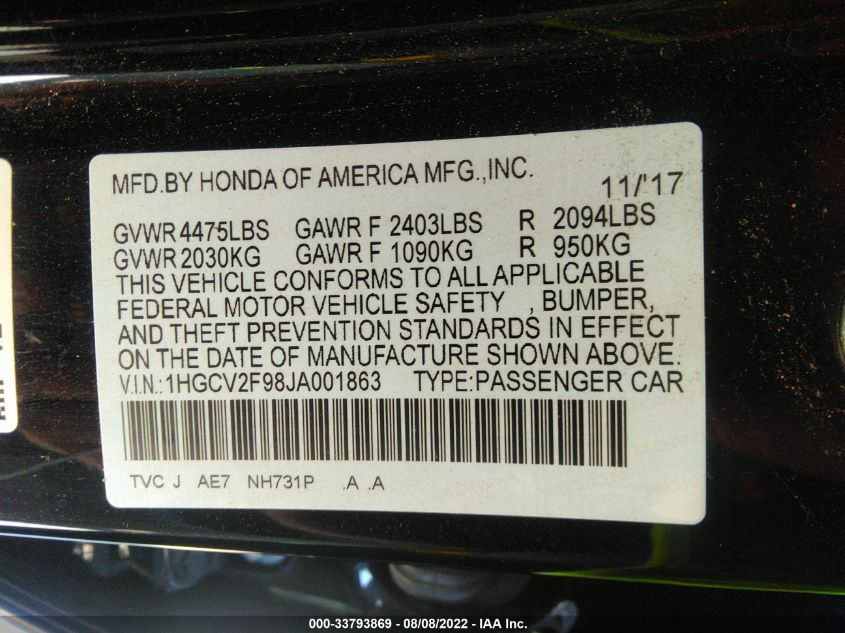 MFD.BY HONDA OF AMERICA MFG.,INC. 11/'17
GVWR 4475LBS GAWR F 2403LBS R 2094LBS
GVWR 2030KG GAWR F 1090KG R 950KG
THIS VEHICLE CONFORMS TO ALL APPLICABLE
FEDERAL MOTOR VEHICLE SAFETY , BUMPER,
AND THEFT PREVENTION STANDARDS IN EFFECT
ON THE DATE OF MANUFACTURE SHOWN ABOVE.
V.I.N.:1HGCV2F98JA001863 TYPE:PASSENGER CAR
TVC J AE7 NH731P .A .A
000-33793869 / 08/08/2022 - IAA Inc.